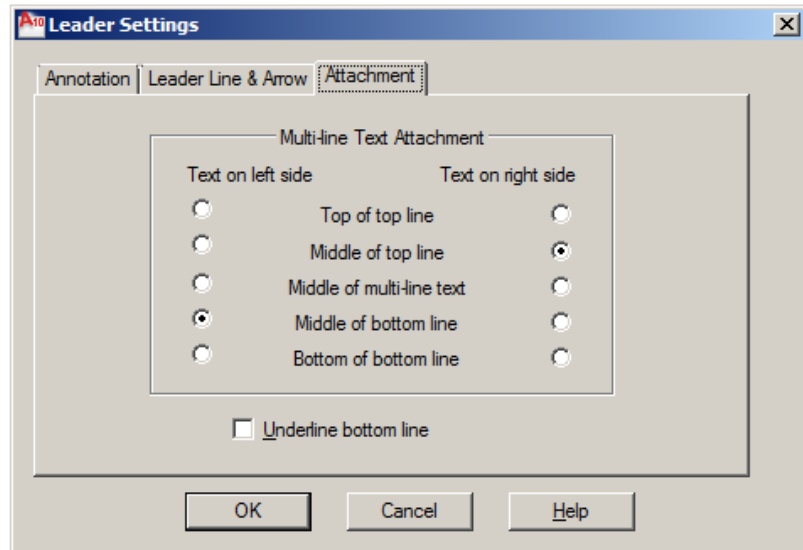 A10 Leader Settings
Annotation Leader Line & Arrow Attachment
Multi-line Text Attachment
Text on left side Text on right side
Top of top line
Middle of top line
Middle of multi-line text
Middle of bottom line
Bottom of bottom line
Underline bottom line
OK Cancel Help